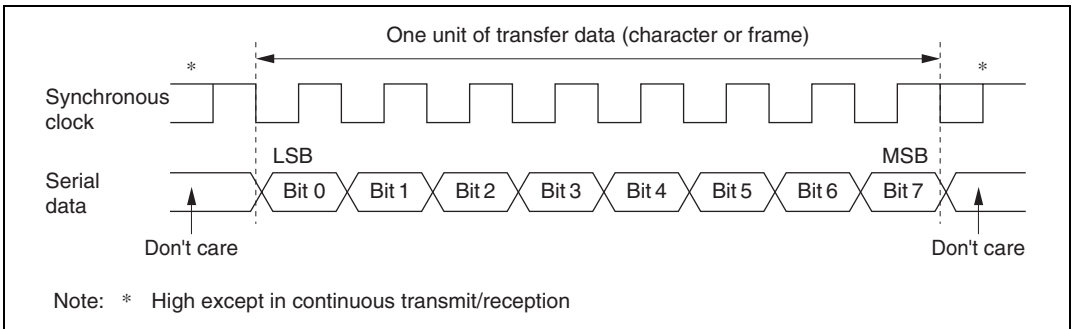 One unit of transfer data (character or frame)
* *
Synchronous
clock
LSB MSB
Serial
data
Bit 0 Bit 1 Bit 2 Bit 3 Bit 4 Bit 5 Bit 6 Bit 7
Don't care Don't care
Note: * High except in continuous transmit/reception